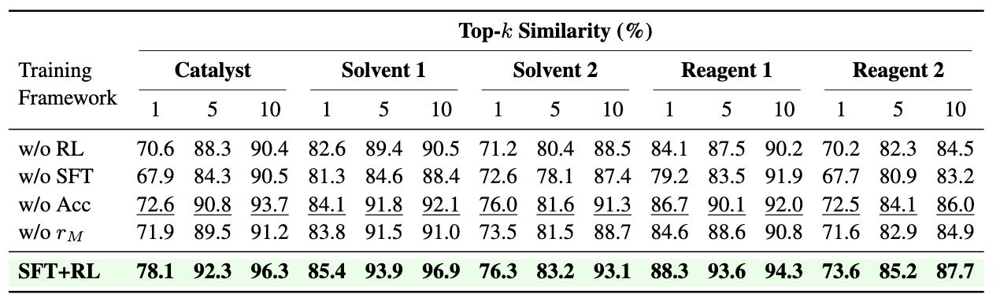 Top-k Similarity (%)
Training Framework Catalyst Solvent 1 Solvent 2 Reagent 1 Reagent 2
1 5 10 1 5 10 1 5 10 1 5 10 1 5 10
w/o RL 70.6 88.3 90.4 82.6 89.4 90.5 71.2 80.4 88.5 84.1 87.5 90.2 70.2 82.3 84.5
w/o SFT 67.9 84.3 90.5 81.3 84.6 88.4 72.6 78.1 87.4 79.2 83.5 91.9 67.7 80.9 83.2
w/o Acc 72.6 90.8 93.7 84.1 91.8 92.1 76.0 81.6 91.3 86.7 90.1 92.0 72.5 84.1 86.0
w/o r_M 71.9 89.5 91.2 83.8 91.5 91.0 73.5 81.5 88.7 84.6 88.6 90.8 71.6 82.9 84.9
SFT+RL 78.1 92.3 96.3 85.4 93.9 96.9 76.3 83.2 93.1 88.3 93.6 94.3 73.6 85.2 87.7